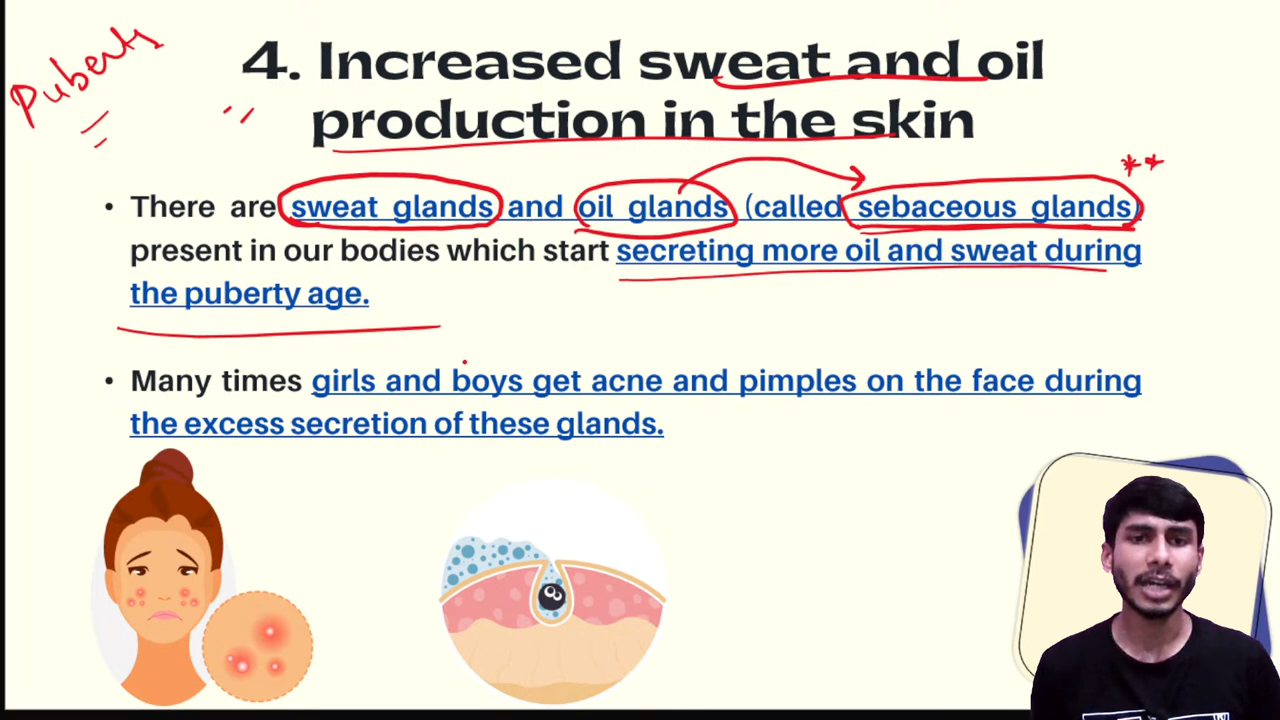 Puberty
4. Increased sweat and oil
production in the skin
**
• There are sweat glands and oil glands (called sebaceous glands)
present in our bodies which start secreting more oil and sweat during
the puberty age.
• Many times girls and boys get acne and pimples on the face during
the excess secretion of these glands.